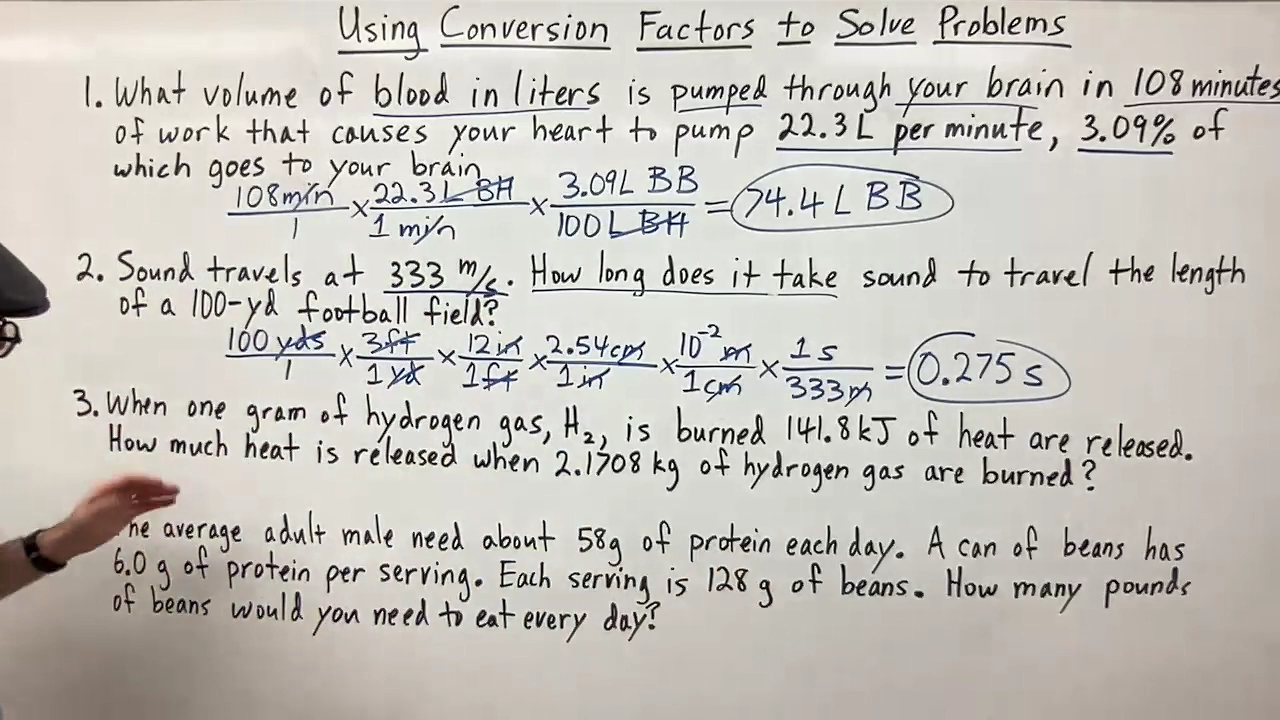 Using Conversion Factors to Solve Problems
1. What volume of blood in liters is pumped through your brain in 108 minutes
of work that causes your heart to pump 22.3 L per minute, 3.09% of
which goes to your brain
108 min/1 × 22.3 L BH/1 min × 3.09 L BB/100 L BH = 74.4 L BB
2. Sound travels at 333 m/s. How long does it take sound to travel the length
of a 100-yd football field?
100 yds/1 × 3 ft/1 yd × 12 in/1 ft × 2.54 cm/1 in × 10⁻² m/1 cm × 1 s/333 m = 0.275 s
3. When one gram of hydrogen gas, H₂, is burned 141.8 kJ of heat are released.
How much heat is released when 2.1708 kg of hydrogen gas are burned?
average adult male need about 58g of protein each day. A can of beans has
6.0 g of protein per serving. Each serving is 128 g of beans. How many pounds
of beans would you need to eat every day?